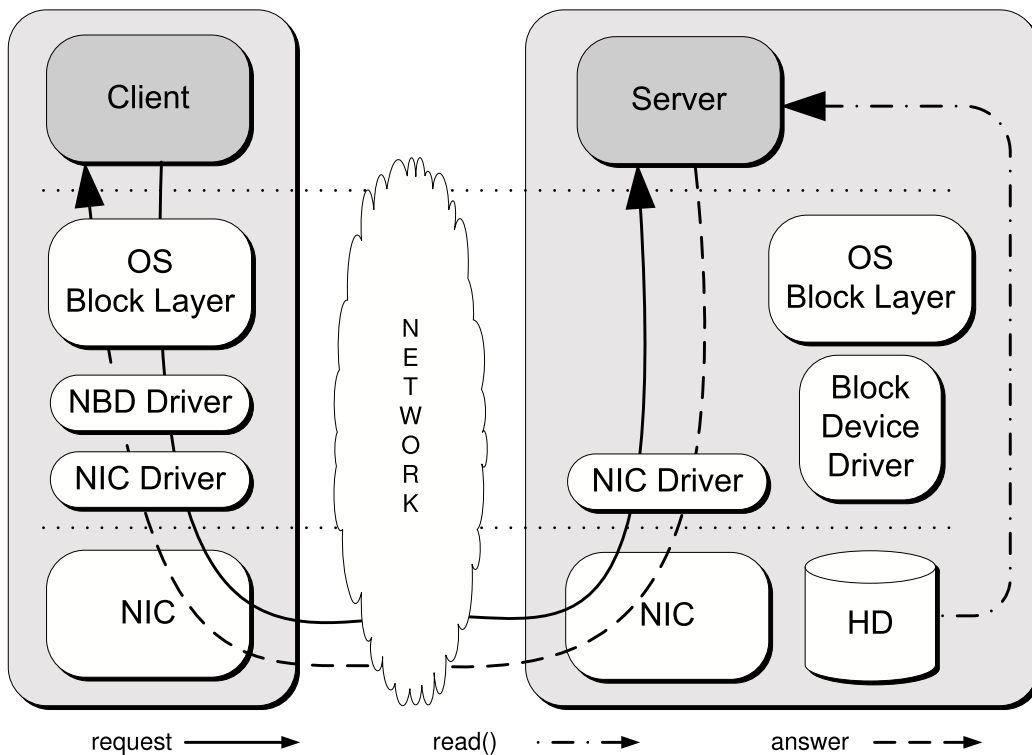 Client
OS
Block Layer
NBD Driver
NIC Driver
NIC
N
E
T
W
O
R
K
Server
OS
Block Layer
Block
Device
Driver
NIC Driver
NIC
HD
request
read()
answer